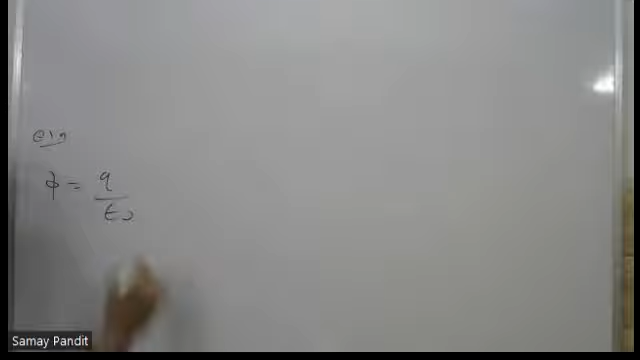 ϕ = q/ε₀
Samay Pandit